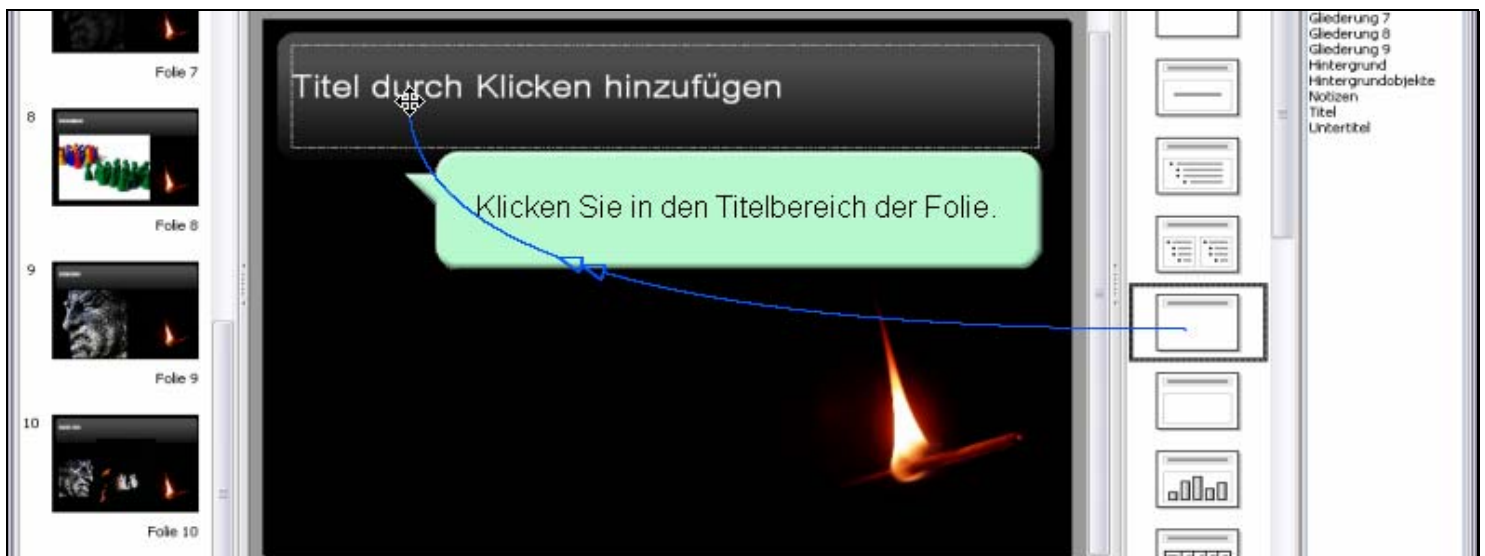 Folie 7
8
Folie 8
9
Folie 9
10
Folie 10
Titel durch Klicken hinzufügen
Klicken Sie in den Titelbereich der Folie.
Gliederung 7
Gliederung 8
Gliederung 9
Hintergrund
Hintergrundobjekte
Notizen
Titel
Untertitel